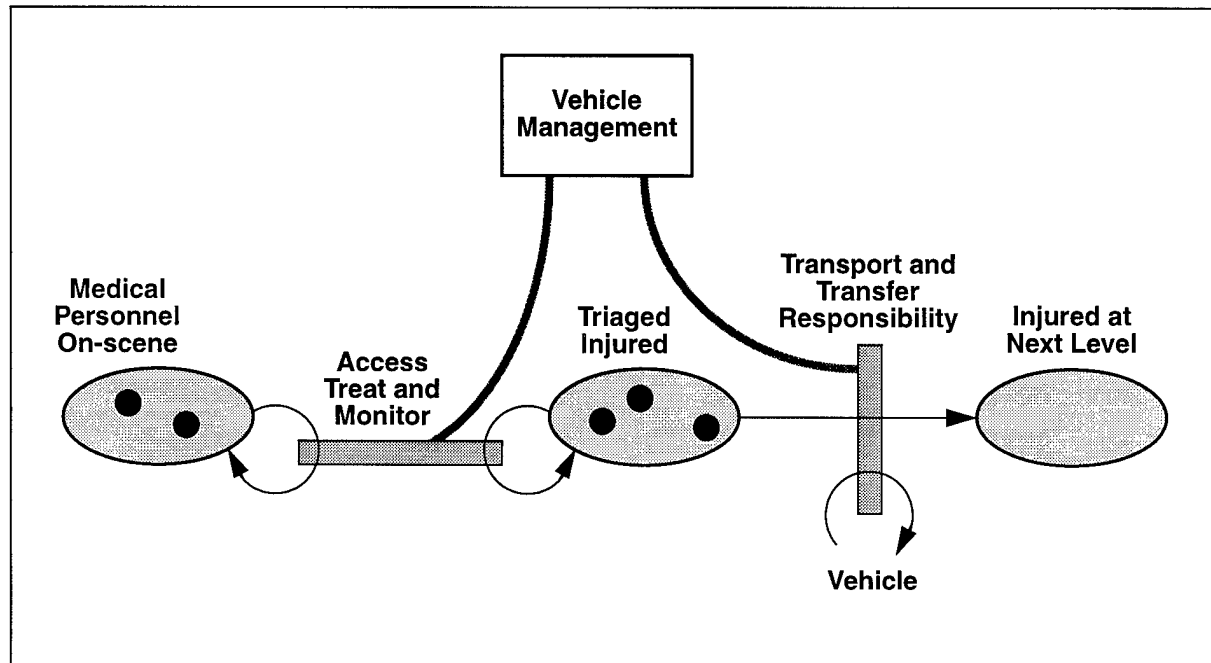 Vehicle
Management
Medical
Personnel
On-scene
Access
Treat and
Monitor
Triaged
Injured
Transport and
Transfer
Responsibility
Injured at
Next Level
Vehicle